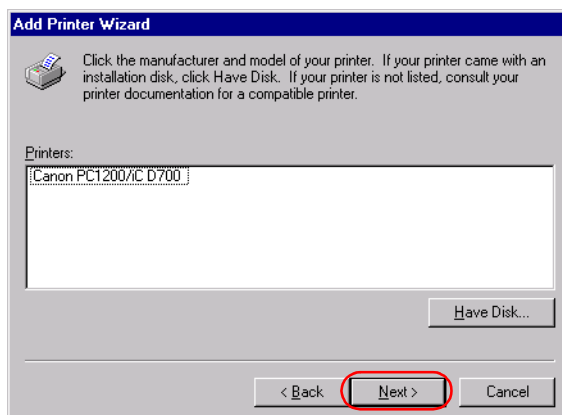 Add Printer Wizard
Click the manufacturer and model of your printer. If your printer came with an
installation disk, click Have Disk. If your printer is not listed, consult your
printer documentation for a compatible printer.
Printers:
Canon PC1200/iC D700
Have Disk...
< Back Next > Cancel